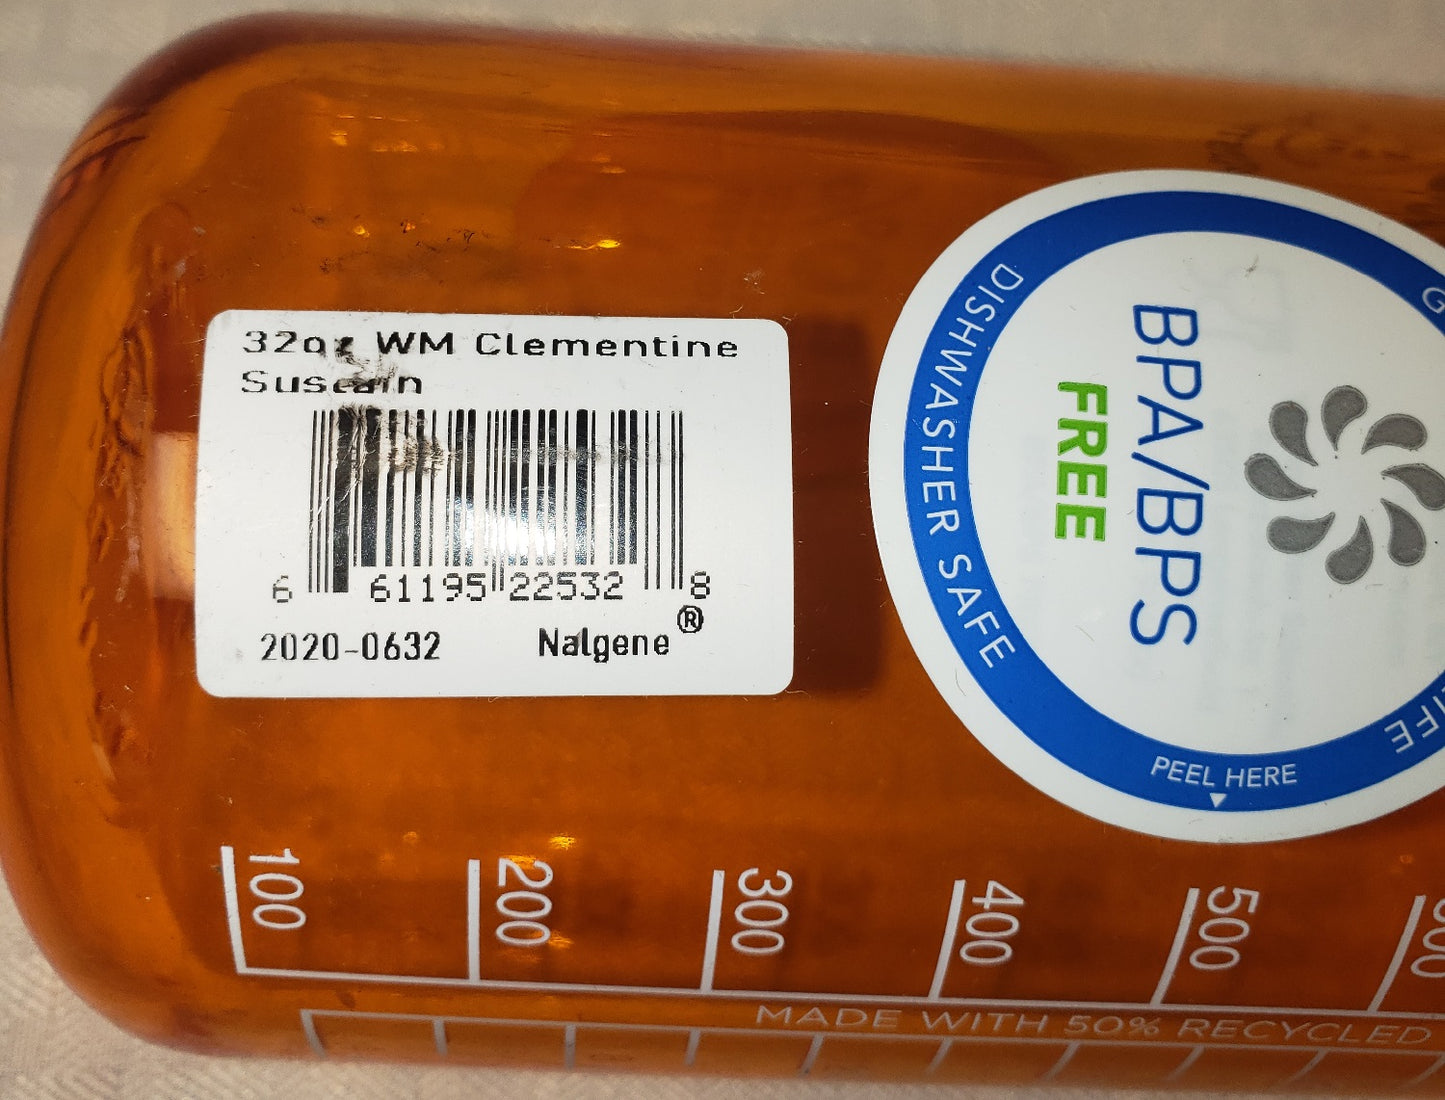 32oz WM Clementine
Sustain
6 61195 22532 8
2020-0632 Nalgene®
DISHWASHER SAFE
BPA/BPS
FREE
PEEL HERE
100
200
300
400
500
MADE WITH 50% RECYCLED